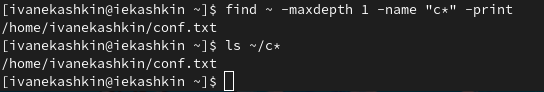 [ivanekashkin@iekashkin ~]$ find ~ -maxdepth 1 -name "c*" -print
/home/ivanekashkin/conf.txt
[ivanekashkin@iekashkin ~]$ ls ~/c*
/home/ivanekashkin/conf.txt
[ivanekashkin@iekashkin ~]$